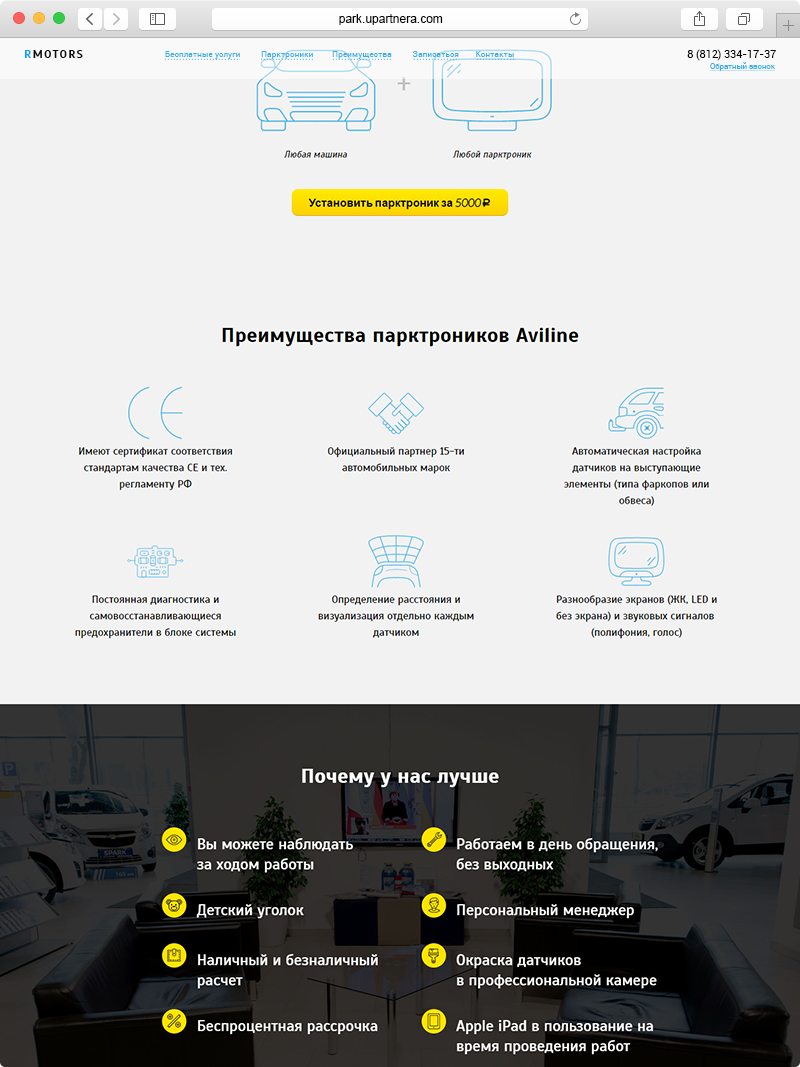 park.upartnera.com
RMOTORS
Бесплатные услуги
Парктроники
Преимущества
Записаться
Контакты
8 (812) 334-17-37
Обратный звонок
Любая машина
Любой парктроник
Установить парктроник за 5000₽
Преимущества парктроников Aviline
Имеют сертификат соответствия
стандартам качества CE и тех.
регламенту РФ
Официальный партнер 15-ти
автомобильных марок
Автоматическая настройка
датчиков на выступающие
элементы (типа фаркопов или
обвеса)
Постоянная диагностика и
самовосстанавливающиеся
предохранители в блоке системы
Определение расстояния и
визуализация отдельно каждым
датчиком
Разнообразие экранов (ЖК, LED и
без экрана) и звуковых сигналов
(полифония, голос)
Почему у нас лучше
Вы можете наблюдать
за ходом работы
Работаем в день обращения,
без выходных
Детский уголок
Персональный менеджер
Наличный и безналичный
расчет
Окраска датчиков
в профессиональной камере
Беспроцентная рассрочка
Apple iPad в пользование на
время проведения работ
SPARK